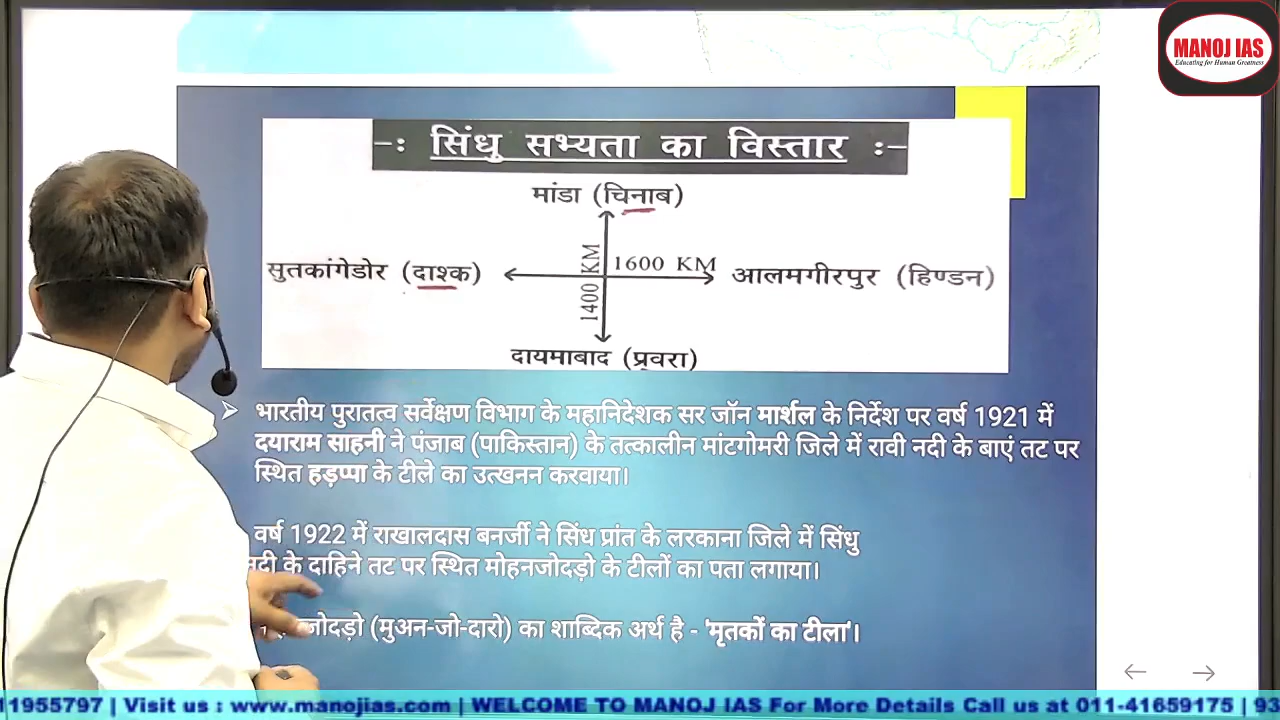 MANOJ IAS
Educating for Human Greatness
-: सिंधु सभ्यता का विस्तार :-
मांडा (चिनाब)
सुतकांगेडोर (दाश्क)
1400 KM
1600 KM
आलमगीरपुर (हिण्डन)
दायमाबाद (प्रवरा)
भारतीय पुरातत्व सर्वेक्षण विभाग के महानिदेशक सर जॉन मार्शल के निर्देश पर वर्ष 1921 में
दयाराम साहनी ने पंजाब (पाकिस्तान) के तत्कालीन मांटगोमरी जिले में रावी नदी के बाएं तट पर
स्थित हड़प्पा के टीले का उत्खनन करवाया।
वर्ष 1922 में राखालदास बनर्जी ने सिंध प्रांत के लरकाना जिले में सिंधु
के दाहिने तट पर स्थित मोहनजोदड़ो के टीलों का पता लगाया।
(मुअन-जो-दारो) का शाब्दिक अर्थ है - 'मृतकों का टीला'।
11955797 | Visit us : www.manojias.com | WELCOME TO MANOJ IAS For More Details Call us at 011-41659175 | 93